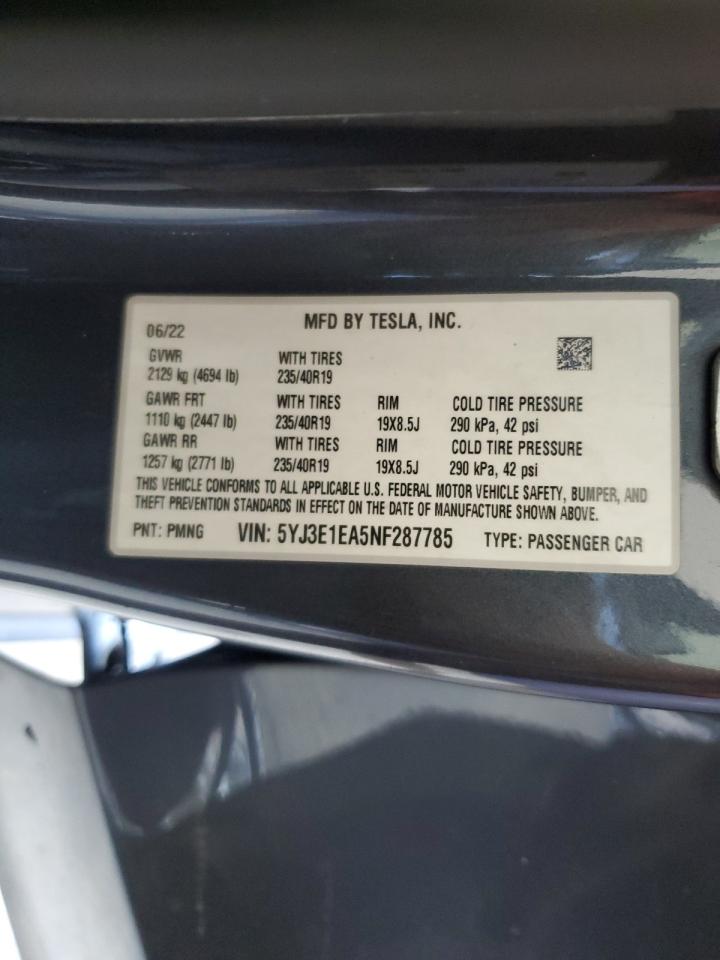 MFD BY TESLA, INC.
06/22
GVWR WITH TIRES
2129 kg (4694 lb) 235/40R19
GAWR FRT WITH TIRES RIM COLD TIRE PRESSURE
1110 kg (2447 lb) 235/40R19 19X8.5J 290 kPa, 42 psi
GAWR RR WITH TIRES RIM COLD TIRE PRESSURE
1257 kg (2771 lb) 235/40R19 19X8.5J 290 kPa, 42 psi
THIS VEHICLE CONFORMS TO ALL APPLICABLE U.S. FEDERAL MOTOR VEHICLE SAFETY, BUMPER, AND
THEFT PREVENTION STANDARDS IN EFFECT ON THE DATE OF MANUFACTURE SHOWN ABOVE.
PNT: PMNG VIN: 5YJ3E1EA5NF287785 TYPE: PASSENGER CAR